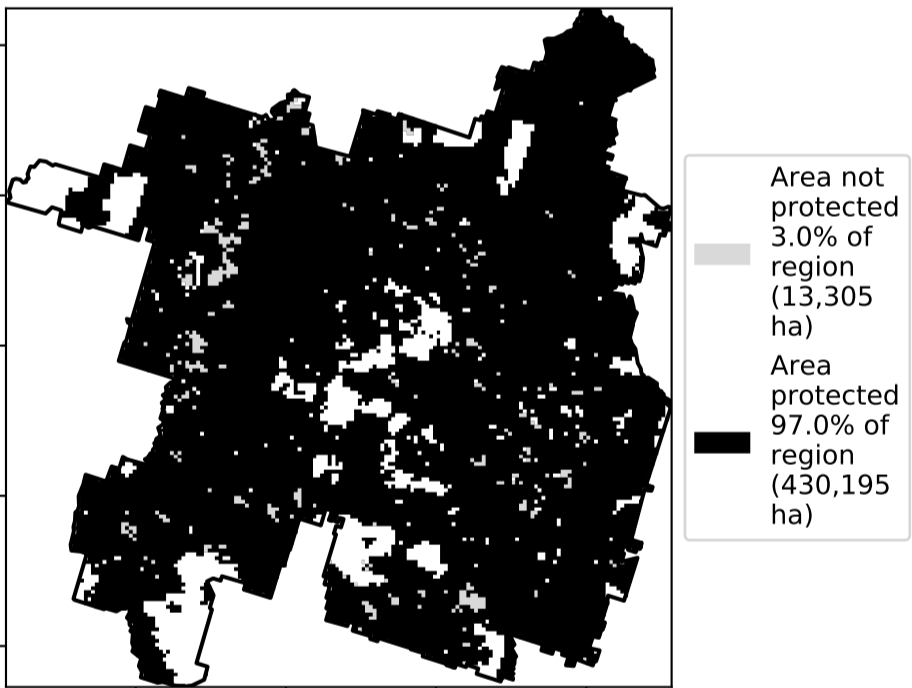 Area not
protected
3.0% of
region
(13,305
ha)
Area
protected
97.0% of
region
(430,195
ha)